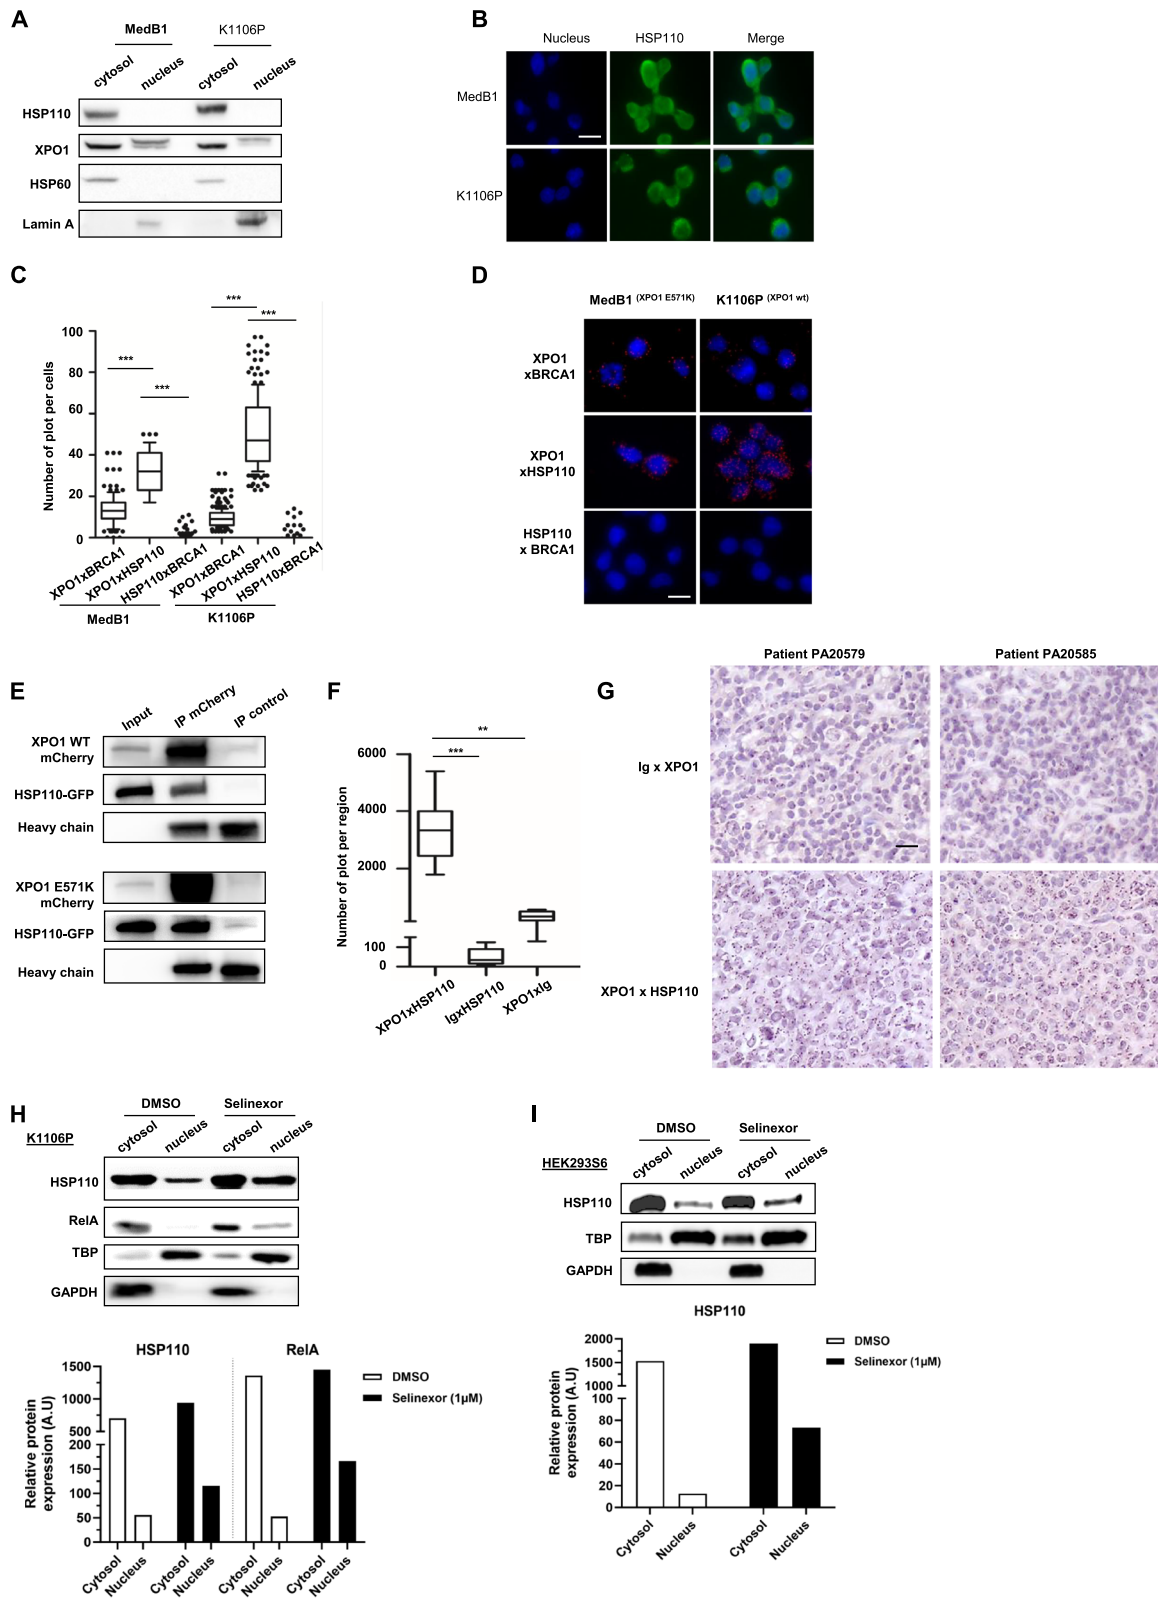 A
MedB1 K1106P
cytosol nucleus cytosol nucleus
HSP110
XPO1
HSP60
Lamin A
B
Nucleus HSP110 Merge
MedB1
K1106P
C
Number of plot per cells
100
80
60
40
20
0
*** *** *** ***
XPO1xBRCA1 XPO1xHSP110 HSP110xBRCA1 XPO1xBRCA1 XPO1xHSP110 HSP110xBRCA1
MedB1 K1106P
D
MedB1 (XPO1 E571K) K1106P (XPO1 wt)
XPO1
xBRCA1
XPO1
xHSP110
HSP110
x BRCA1
E
Input IP mCherry IP control
XPO1 WT
mCherry
HSP110-GFP
Heavy chain
XPO1 E571K
mCherry
HSP110-GFP
Heavy chain
F
Number of plot per region
**
***
6000
4000
2000
100
0
XPO1xHSP110 IgxHSP110 XPO1xIg
G
Patient PA20579 Patient PA20585
Ig x XPO1
XPO1 x HSP110
H
DMSO Selinexor
K1106P
cytosol nucleus cytosol nucleus
HSP110
RelA
TBP
GAPDH
HSP110 RelA
Relative protein
expression (A.U)
1500
1000
500
200
150
100
50
0
DMSO
Selinexor (1µM)
Cytosol Nucleus Cytosol Nucleus Cytosol Nucleus Cytosol Nucleus
I
DMSO Selinexor
HEK293S6
cytosol nucleus cytosol nucleus
HSP110
TBP
GAPDH
HSP110
Relative protein
expression (A.U)
2000
1500
1000
100
80
60
40
20
0
DMSO
Selinexor (1µM)
Cytosol Nucleus Cytosol Nucleus